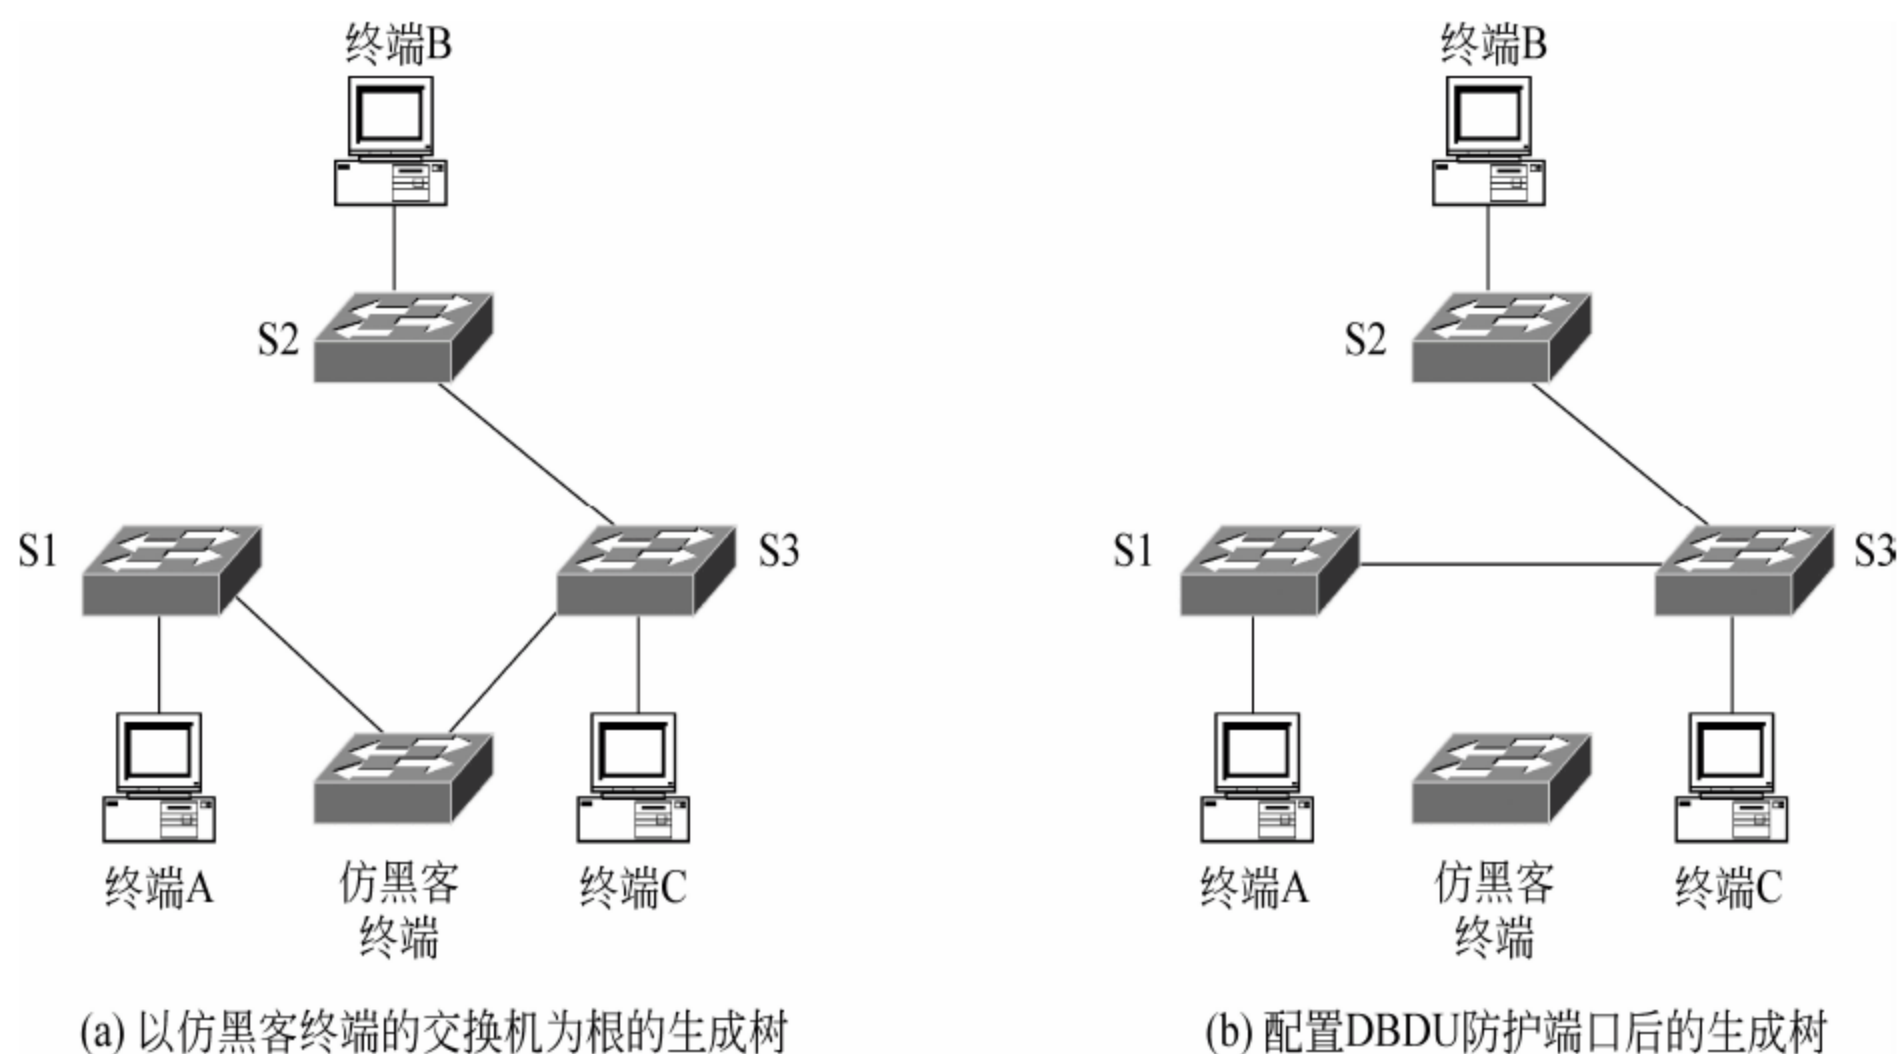 终端B
S2
S1
S3
终端A
仿黑客
终端
终端C
(a) 以仿黑客终端的交换机为根的生成树
终端B
S2
S1
S3
终端A
仿黑客
终端
终端C
(b) 配置DBDU防护端口后的生成树